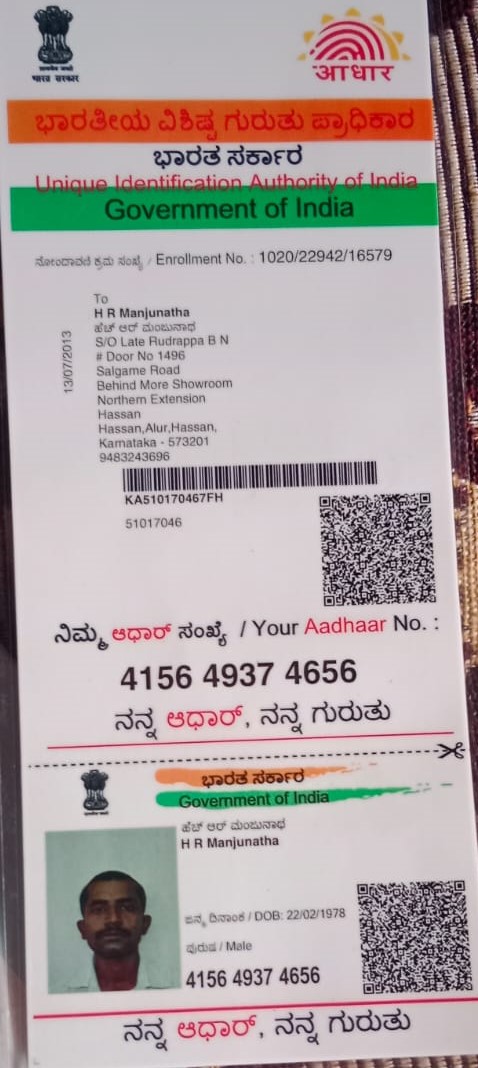 भारत सरकार
आधार
ಭಾರತೀಯ ವಿಶಿಷ್ಟ ಗುರುತು ಪ್ರಾಧಿಕಾರ
ಭಾರತ ಸರ್ಕಾರ
Unique Identification Authority of India
Government of India
ನೋಂದಾವಣಿ ಕ್ರಮ ಸಂಖ್ಯೆ / Enrollment No. : 1020/22942/16579
13/07/2013
To
H R Manjunatha
ಹೆಚ್ ಆರ್ ಮಂಜುನಾಥ
S/O Late Rudrappa B N
# Door No 1496
Salgame Road
Behind More Showroom
Northern Extension
Hassan
Hassan,Alur,Hassan,
Karnataka - 573201
9483243696
KA510170467FH
51017046
ನಿಮ್ಮ ಆಧಾರ್ ಸಂಖ್ಯೆ / Your Aadhaar No. :
4156 4937 4656
ನನ್ನ ಆಧಾರ್, ನನ್ನ ಗುರುತು
ಭಾರತ ಸರ್ಕಾರ
Government of India
ಹೆಚ್ ಆರ್ ಮಂಜುನಾಥ
H R Manjunatha
ಜನ್ಮ ದಿನಾಂಕ / DOB: 22/02/1978
ಪುರುಷ / Male
4156 4937 4656
ನನ್ನ ಆಧಾರ್, ನನ್ನ ಗುರುತು